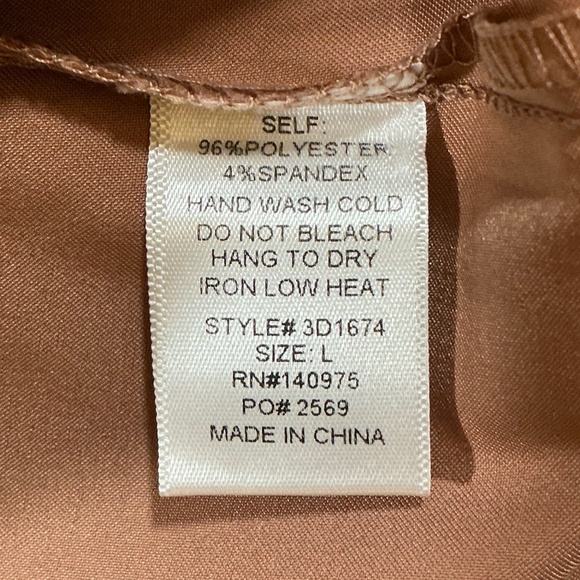 SELF:
96%POLYESTER
4%SPANDEX
HAND WASH COLD
DO NOT BLEACH
HANG TO DRY
IRON LOW HEAT
STYLE# 3D1674
SIZE: L
RN#140975
PO# 2569
MADE IN CHINA